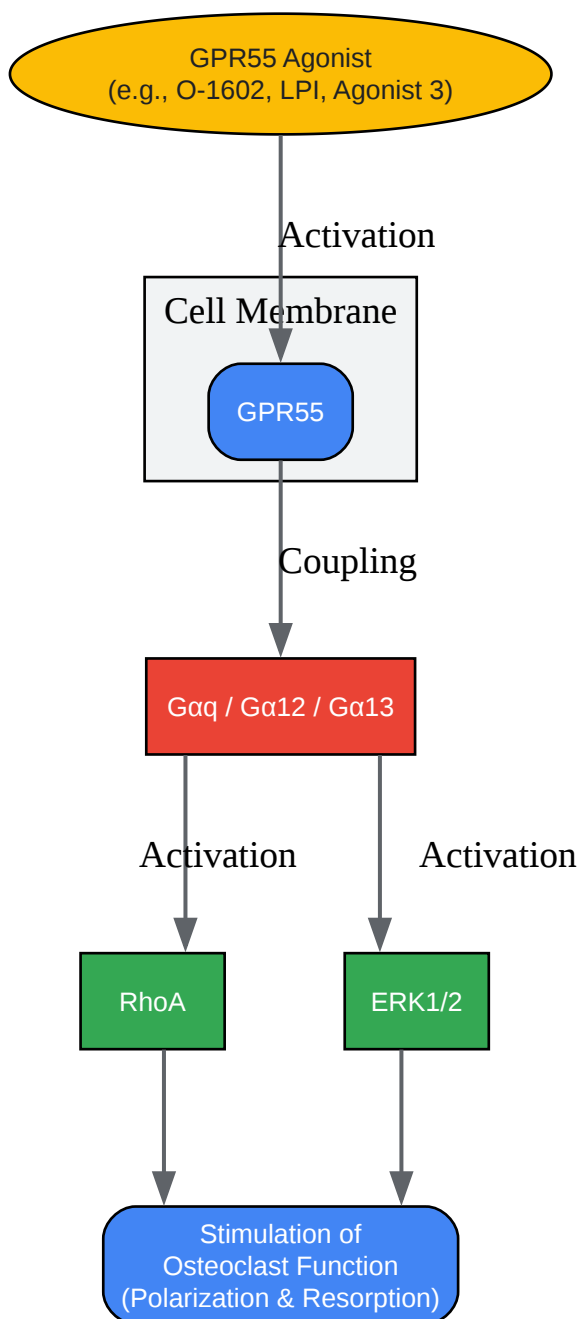 GPR55 Agonist
(e.g., O-1602, LPI, Agonist 3)
Activation
Cell Membrane
GPR55
Coupling
Gαq / Gα12 / Gα13
Activation
Activation
RhoA
ERK1/2
Stimulation of
Osteoclast Function
(Polarization & Resorption)